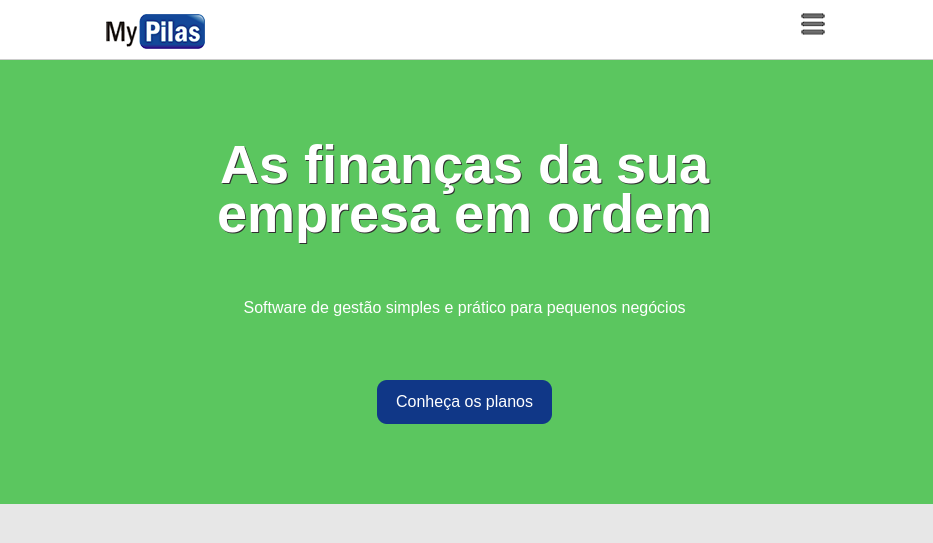 My Pilas
As finanças da sua
empresa em ordem
Software de gestão simples e prático para pequenos negócios
Conheça os planos